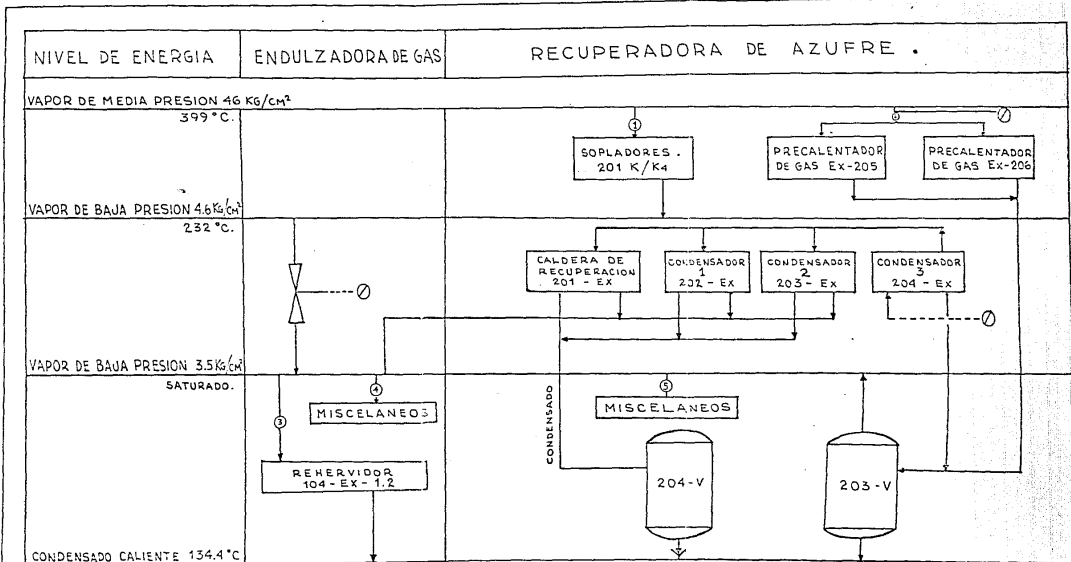 NIVEL DE ENERGIA
ENDULZADORA DE GAS
RECUPERADORA DE AZUFRE .
VAPOR DE MEDIA PRESION 46 KG/CM²
399°C.
1
SOPLADORES .
201 K/K4
PRECALENTADOR
DE GAS EX-205
PRECALENTADOR
DE GAS EX-206
VAPOR DE BAJA PRESION 4.6 KG/CM²
232°C.
CALDERA DE
RECUPERACION
201 - EX
CONDENSADOR
1
202 - EX
CONDENSADOR
2
203 - EX
CONDENSADOR
3
204 - EX
VAPOR DE BAJA PRESION 3.5 KG/CM²
SATURADO.
4
MISCELANEOS
3
REHERVIDOR
104 - EX - 1.2
CONDENSADO
5
MISCELANEOS
204 - V
203 - V
CONDENSADO CALIENTE 134.4°C